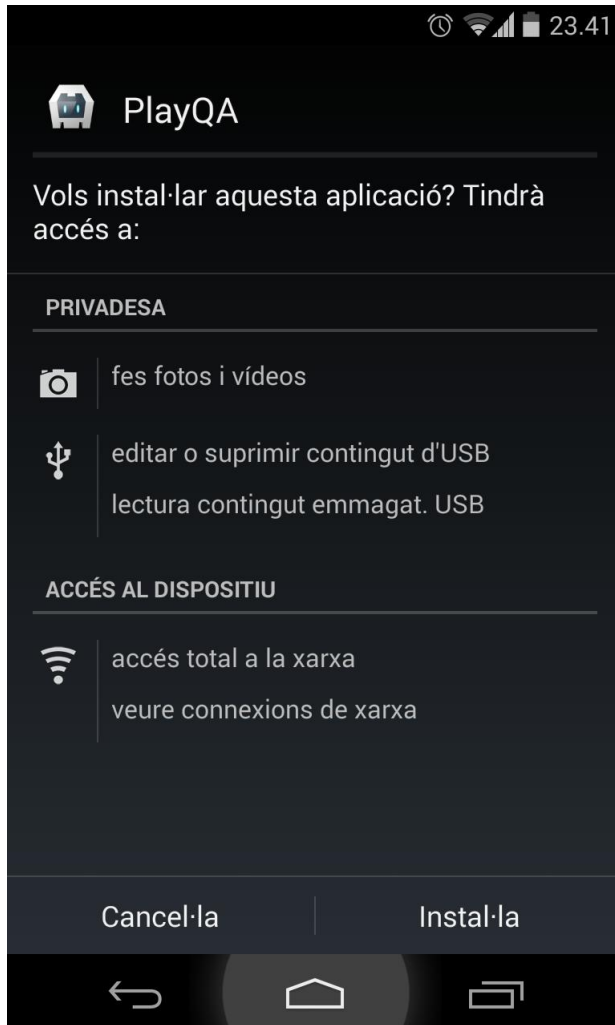 23.41
PlayQA
Vols instal·lar aquesta aplicació? Tindrà
accés a:
PRIVADESA
fes fotos i vídeos
editar o suprimir contingut d'USB
lectura contingut emmagat. USB
ACCÉS AL DISPOSITIU
accés total a la xarxa
veure connexions de xarxa
Cancel·la
Instal·la